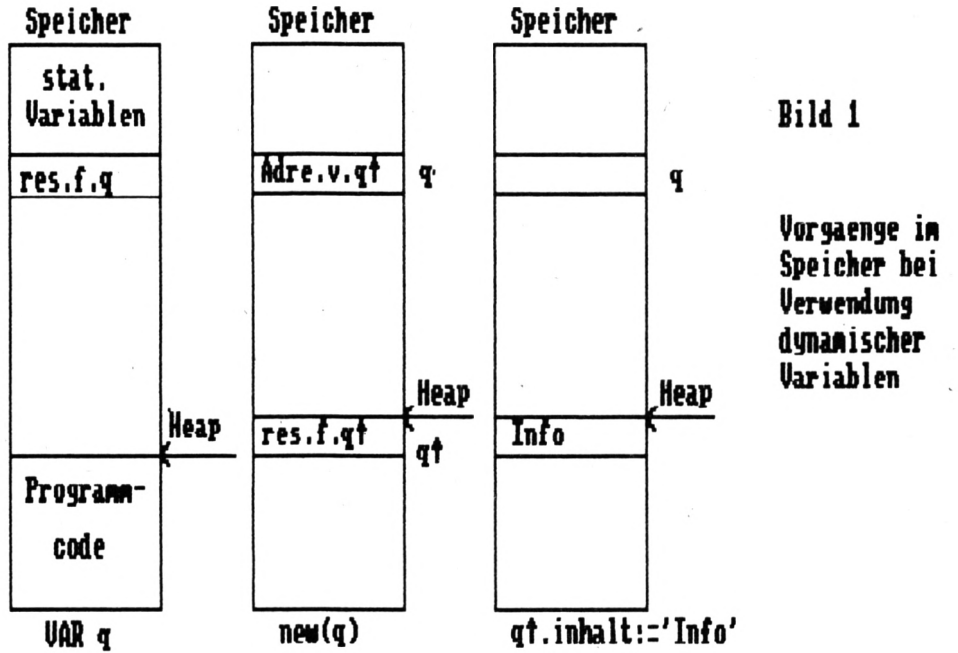 Speicher
stat.
Variablen
res.f.q
Heap
Programm-
code
VAR q
Speicher
Adre.v.q↑
q
Heap
res.f.q↑
q↑
new(q)
Speicher
q
Heap
Info
q↑.inhalt:='Info'
Bild 1
Vorgaenge im
Speicher bei
Verwendung
dynamischer
Variablen